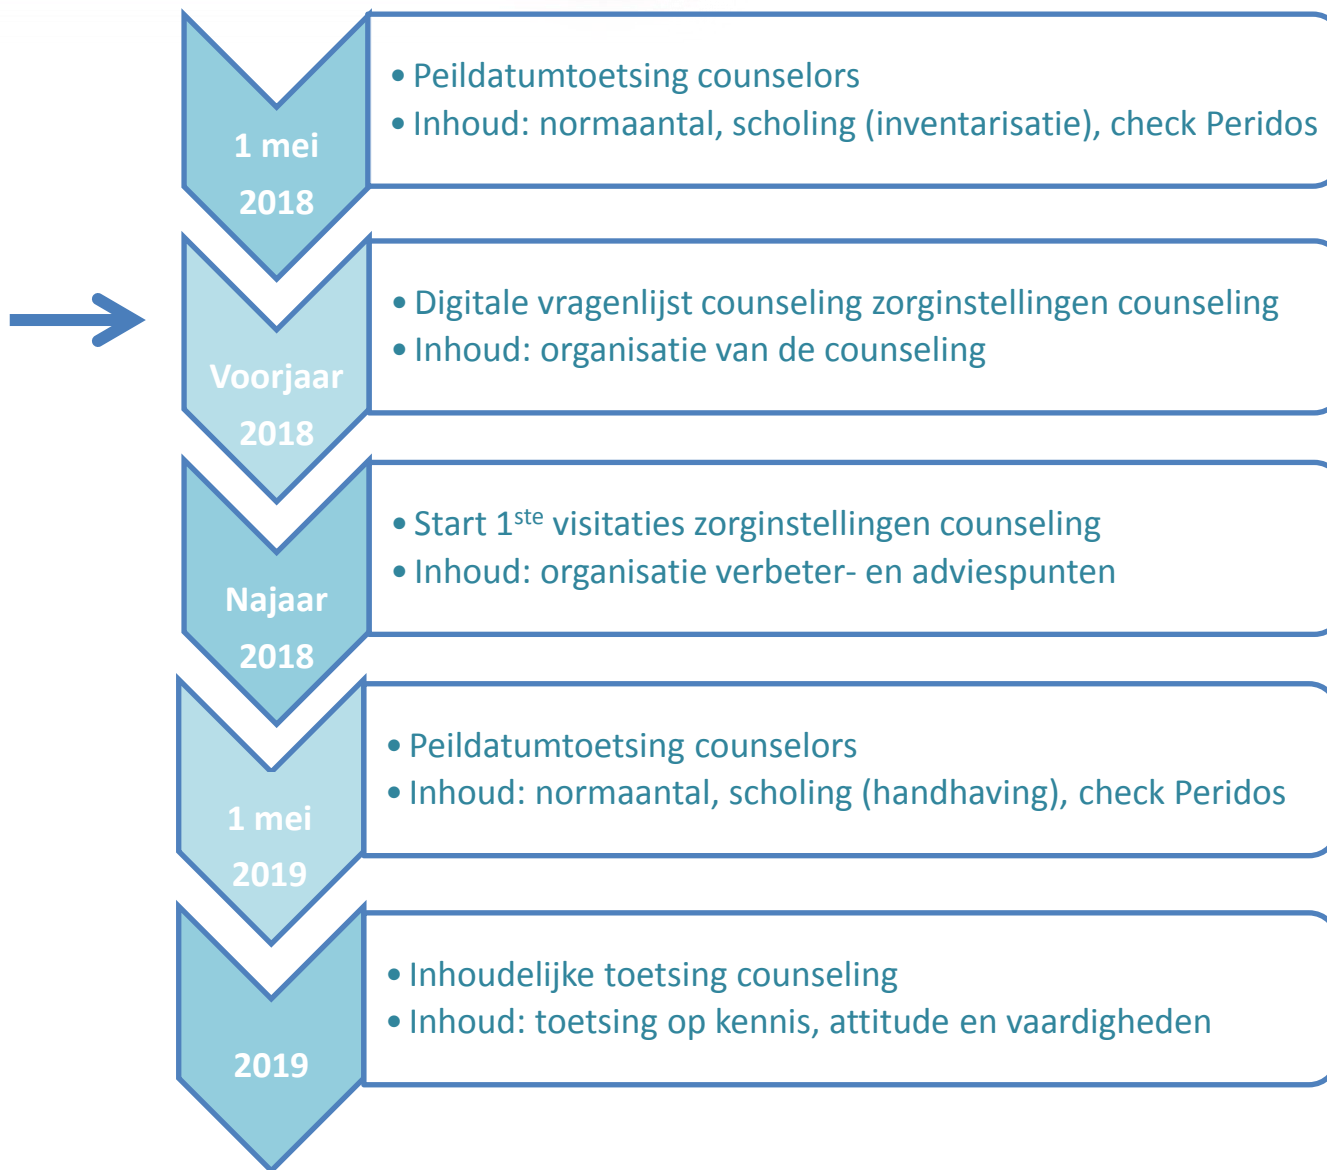 1 mei
2018
• Peildatumtoetsing counselors
• Inhoud: normaantal, scholing (inventarisatie), check Peridos
Voorjaar
2018
• Digitale vragenlijst counseling zorginstellingen counseling
• Inhoud: organisatie van de counseling
Najaar
2018
• Start 1ste visitaties zorginstellingen counseling
• Inhoud: organisatie verbeter- en adviespunten
1 mei
2019
• Peildatumtoetsing counselors
• Inhoud: normaantal, scholing (handhaving), check Peridos
2019
• Inhoudelijke toetsing counseling
• Inhoud: toetsing op kennis, attitude en vaardigheden